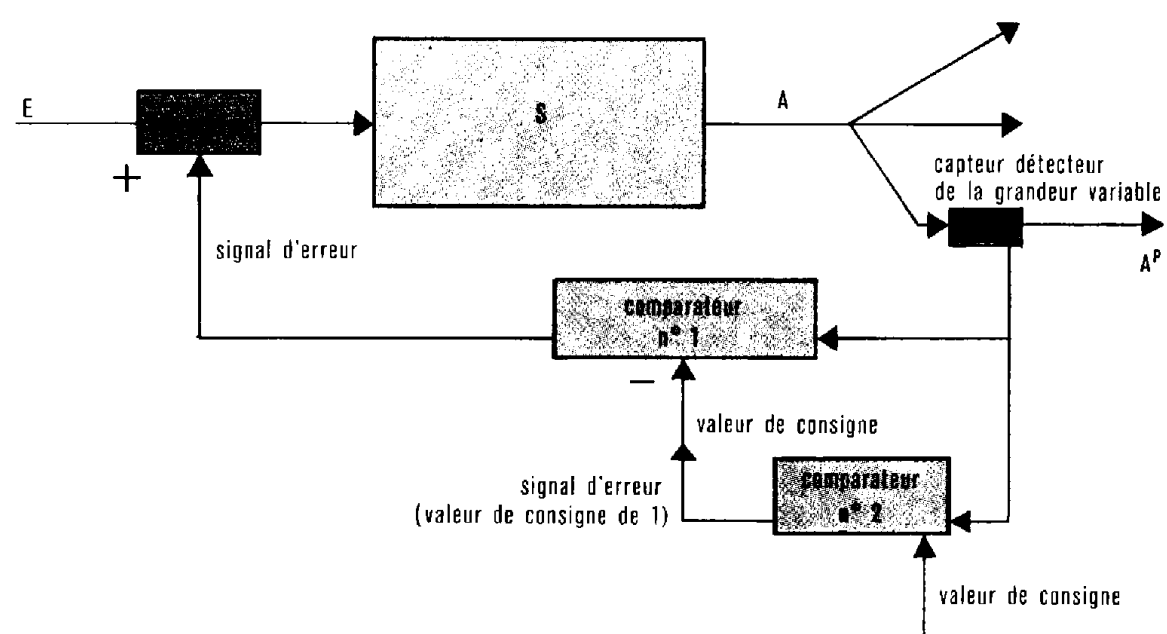 E
S
A
capteur détecteur
de la grandeur variable
+
signal d'erreur
Aᴾ
comparateur
n° 1
−
valeur de consigne
signal d'erreur
(valeur de consigne de 1)
comparateur
n° 2
valeur de consigne